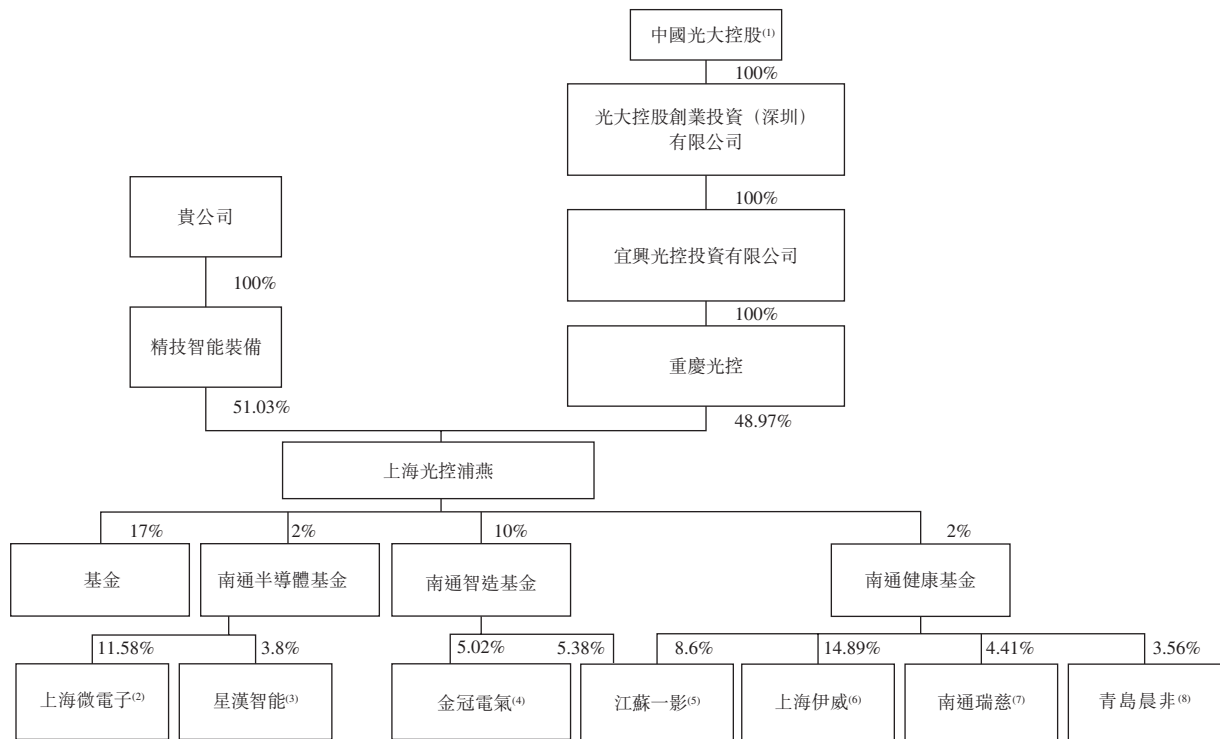 中國光大控股(1)
100%
光大控股創業投資（深圳）
有限公司
100%
貴公司
宜興光控投資有限公司
100%
100%
精技智能裝備
重慶光控
51.03%
48.97%
上海光控浦燕
17%
2%
10%
2%
基金
南通半導體基金
南通智造基金
南通健康基金
11.58%
3.8%
5.02%
5.38%
8.6%
14.89%
4.41%
3.56%
上海微電子(2)
星漢智能(3)
金冠電氣(4)
江蘇一影(5)
上海伊威(6)
南通瑞慈(7)
青島晨非(8)